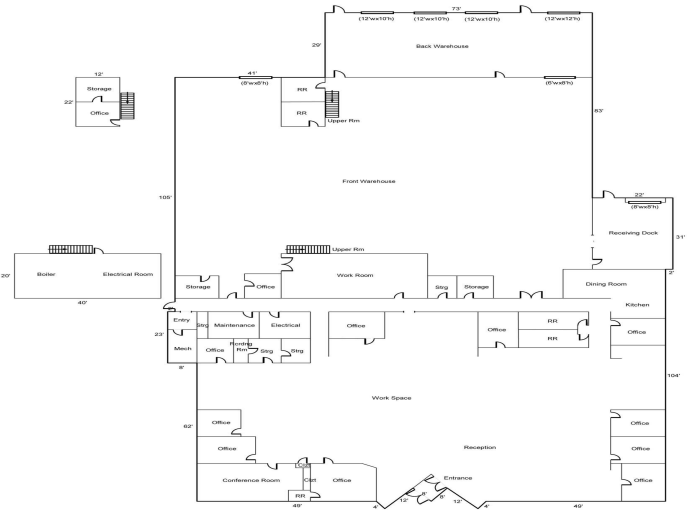 73'
(12'wx10'h) (12'wx10'h) (12'wx10'h) (12'wx12'h)
29'
Back Warehouse
12'
41'
Storage
(8'wx8'h)
RR
(6'wx8'h)
22'
Office
RR
Upper Rm
83'
Front Warehouse
105'
22'
(8'wx8'h)
Receiving Dock
31'
Upper Rm
20'
Boiler
Electrical Room
Work Room
2'
Storage
Office
Strg
Storage
Dining Room
40'
Kitchen
Entry
Strg
Maintenance
Electrical
Office
Office
RR
Office
23'
RR
Mech
Office
Rcrdng
Rm
Strg
Strg
8'
104'
Work Space
62'
Office
Office
Reception
Office
Office
Clst
Conference Room
Clst
Office
Entrance
Office
RR
48'
4'
12'
8'
8'
12'
4'
49'